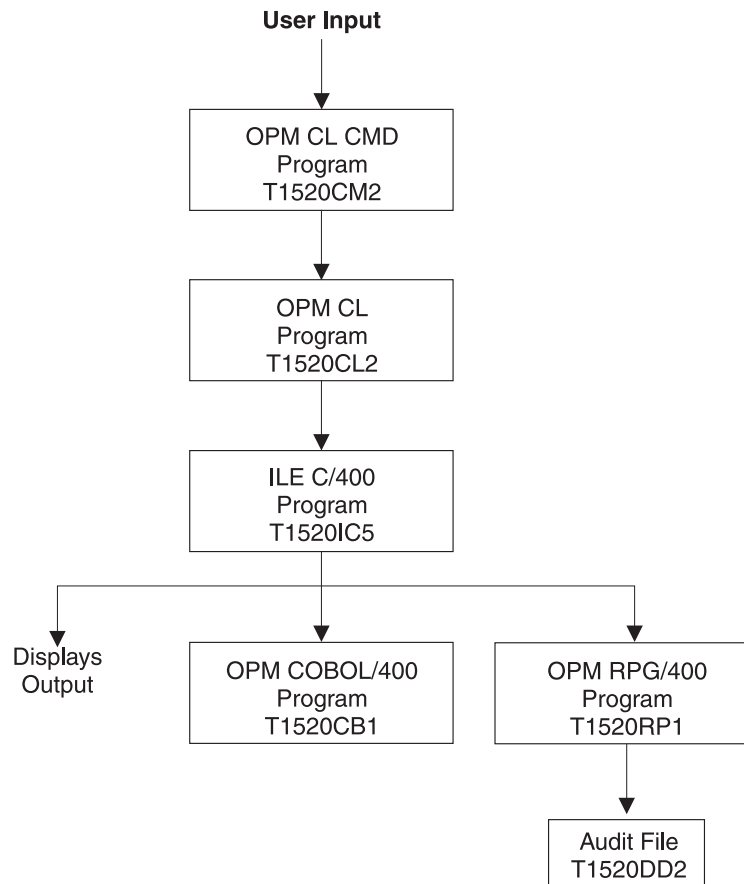 User Input
OPM CL CMD
Program
T1520CM2
OPM CL
Program
T1520CL2
ILE C/400
Program
T1520IC5
Displays
Output
OPM COBOL/400
Program
T1520CB1
OPM RPG/400
Program
T1520RP1
Audit File
T1520DD2